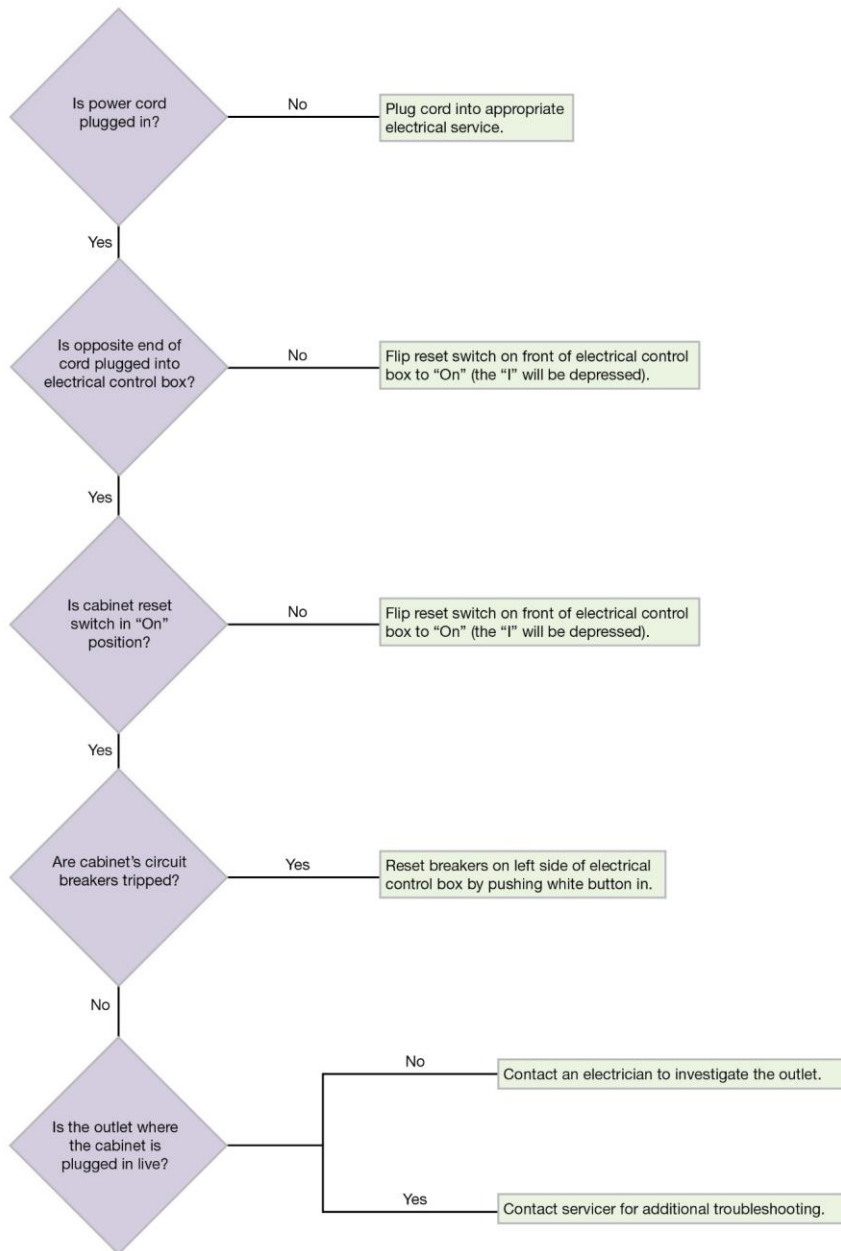 Is power cord
plugged in?
No
Plug cord into appropriate
electrical service.
Yes
Is opposite end of
cord plugged into
electrical control box?
No
Flip reset switch on front of electrical control
box to “On” (the “I” will be depressed).
Yes
Is cabinet reset
switch in “On”
position?
No
Flip reset switch on front of electrical control
box to “On” (the “I” will be depressed).
Yes
Are cabinet’s circuit
breakers tripped?
Yes
Reset breakers on left side of electrical
control box by pushing white button in.
No
Is the outlet where
the cabinet is
plugged in live?
No
Contact an electrician to investigate the outlet.
Yes
Contact servicer for additional troubleshooting.